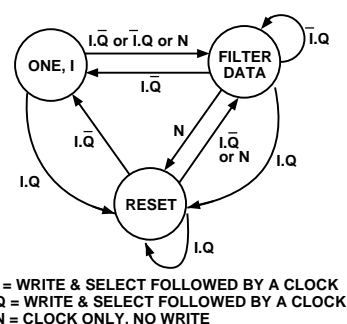 I.Q̅ or I̅.Q or N
I̅.Q
ONE, I
FILTER
DATA
I.Q̅
I.Q̅
N
I.Q̅
or N
I.Q
I.Q
RESET
I.Q
= WRITE & SELECT FOLLOWED BY A CLOCK
Q = WRITE & SELECT FOLLOWED BY A CLOCK
N = CLOCK ONLY, NO WRITE